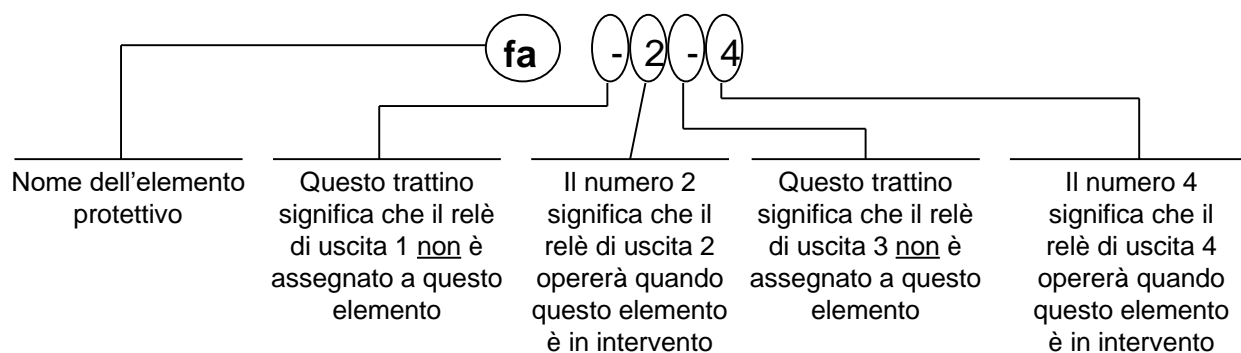 fa - 2 - 4
Nome dell'elemento
protettivo
Questo trattino
significa che il relè
di uscita 1 non è
assegnato a questo
elemento
Il numero 2
significa che il
relè di uscita 2
opererà quando
questo elemento
è in intervento
Questo trattino
significa che il relè
di uscita 3 non è
assegnato a questo
elemento
Il numero 4
significa che il
relè di uscita 4
opererà quando
questo elemento
è in intervento